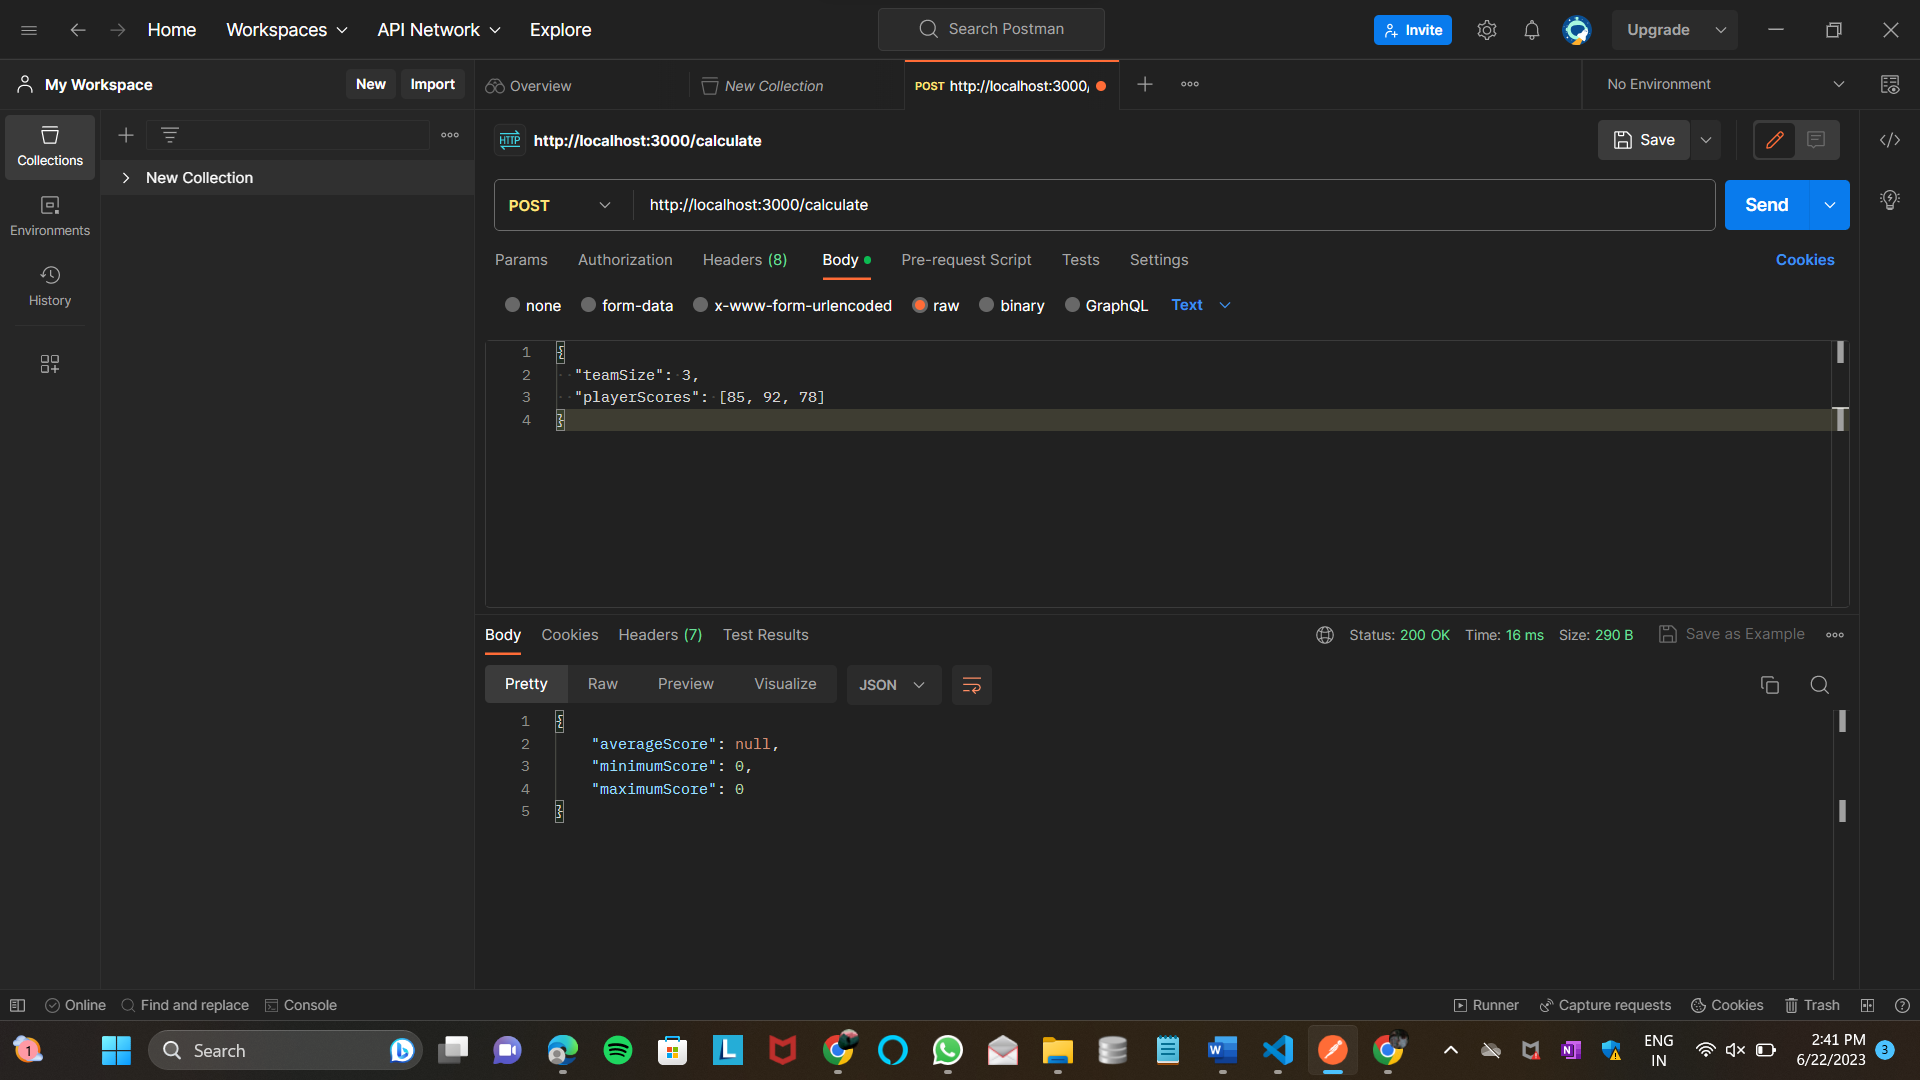 Home
Workspaces
API Network
Explore
Search Postman
Invite
Upgrade
My Workspace
New
Import
Overview
New Collection
POST http://localhost:3000/
No Environment
Collections
Environments
History
New Collection
HTTP http://localhost:3000/calculate
Save
POST
http://localhost:3000/calculate
Send
Params
Authorization
Headers (8)
Body
Pre-request Script
Tests
Settings
Cookies
none
form-data
x-www-form-urlencoded
raw
binary
GraphQL
Text
1 {
2 "teamSize": 3,
3 "playerScores": [85, 92, 78]
4 }
Body
Cookies
Headers (7)
Test Results
Status: 200 OK
Time: 16 ms
Size: 290 B
Save as Example
Pretty
Raw
Preview
Visualize
JSON
1 {
2 "averageScore": null,
3 "minimumScore": 0,
4 "maximumScore": 0
5 }
Online
Find and replace
Console
Runner
Capture requests
Cookies
Trash
1
Search
L
W
N
ENG
IN
2:41 PM
6/22/2023
3